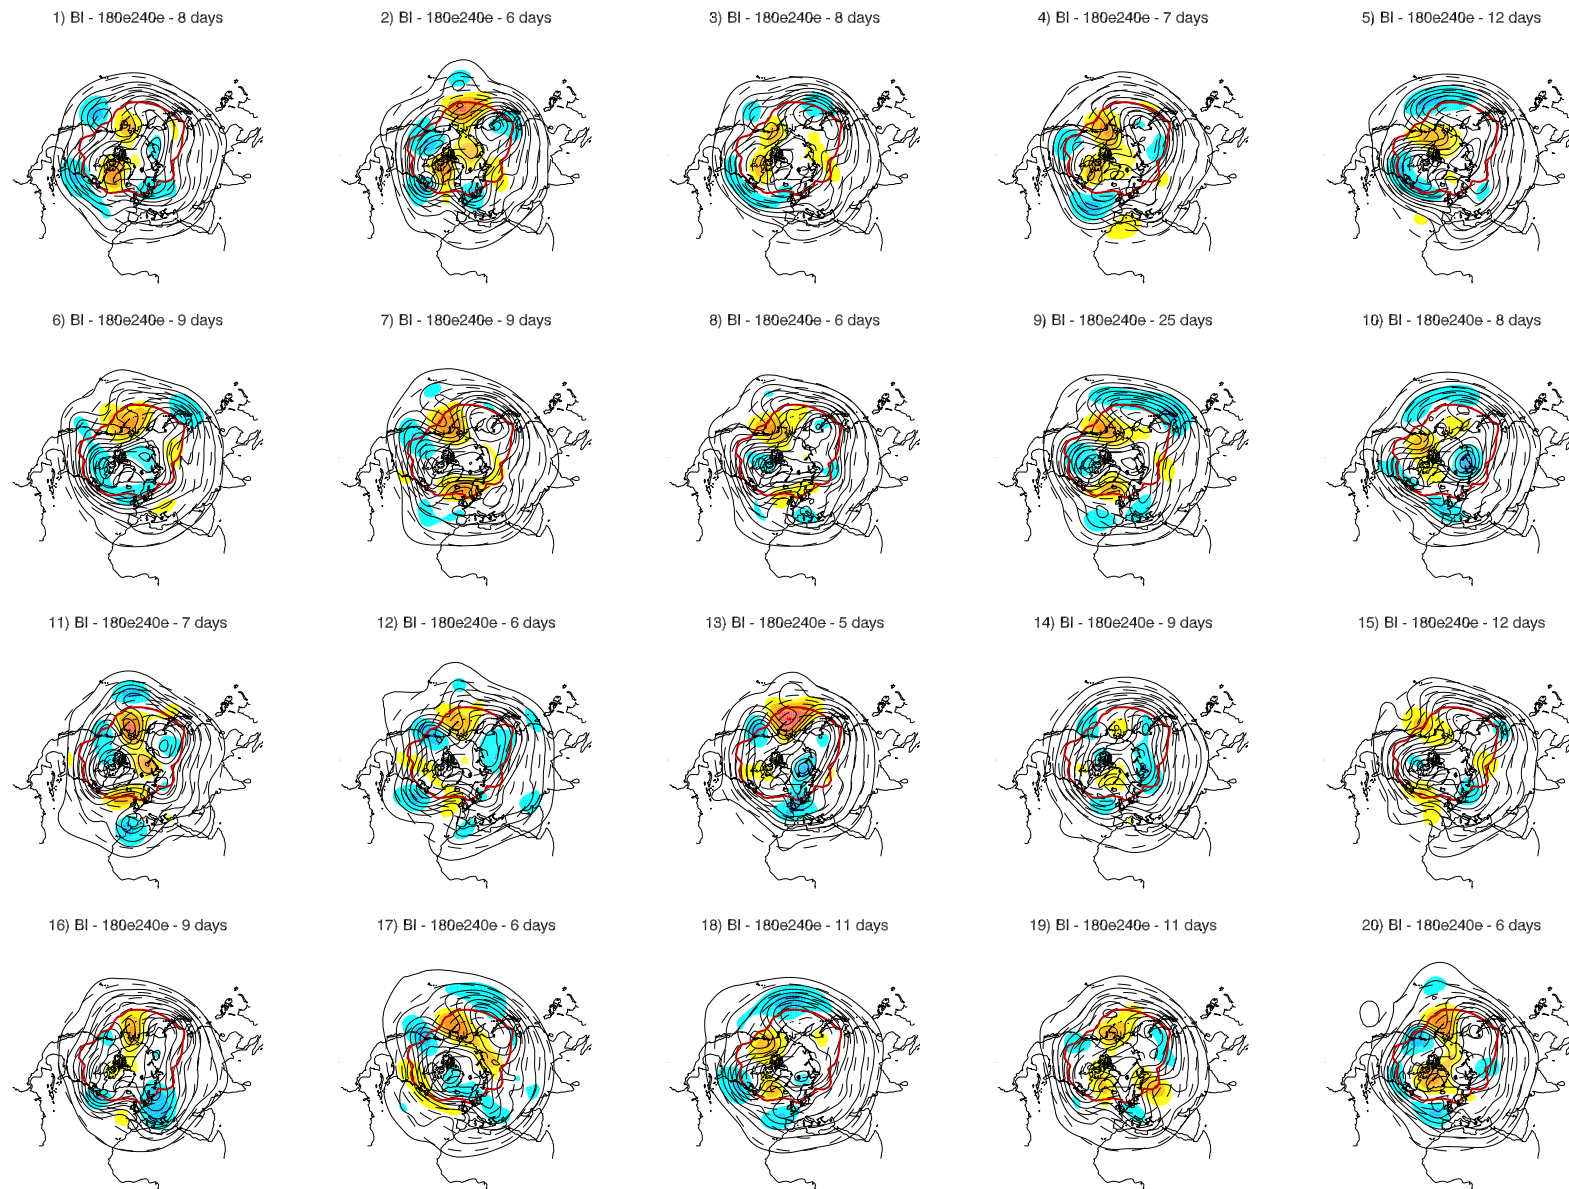 1) BI - 180e240e - 8 days
2) BI - 180e240e - 6 days
3) BI - 180e240e - 8 days
4) BI - 180e240e - 7 days
5) BI - 180e240e - 12 days
6) BI - 180e240e - 9 days
7) BI - 180e240e - 9 days
8) BI - 180e240e - 6 days
9) BI - 180e240e - 25 days
10) BI - 180e240e - 8 days
11) BI - 180e240e - 7 days
12) BI - 180e240e - 6 days
13) BI - 180e240e - 5 days
14) BI - 180e240e - 9 days
15) BI - 180e240e - 12 days
16) BI - 180e240e - 9 days
17) BI - 180e240e - 6 days
18) BI - 180e240e - 11 days
19) BI - 180e240e - 11 days
20) BI - 180e240e - 6 days